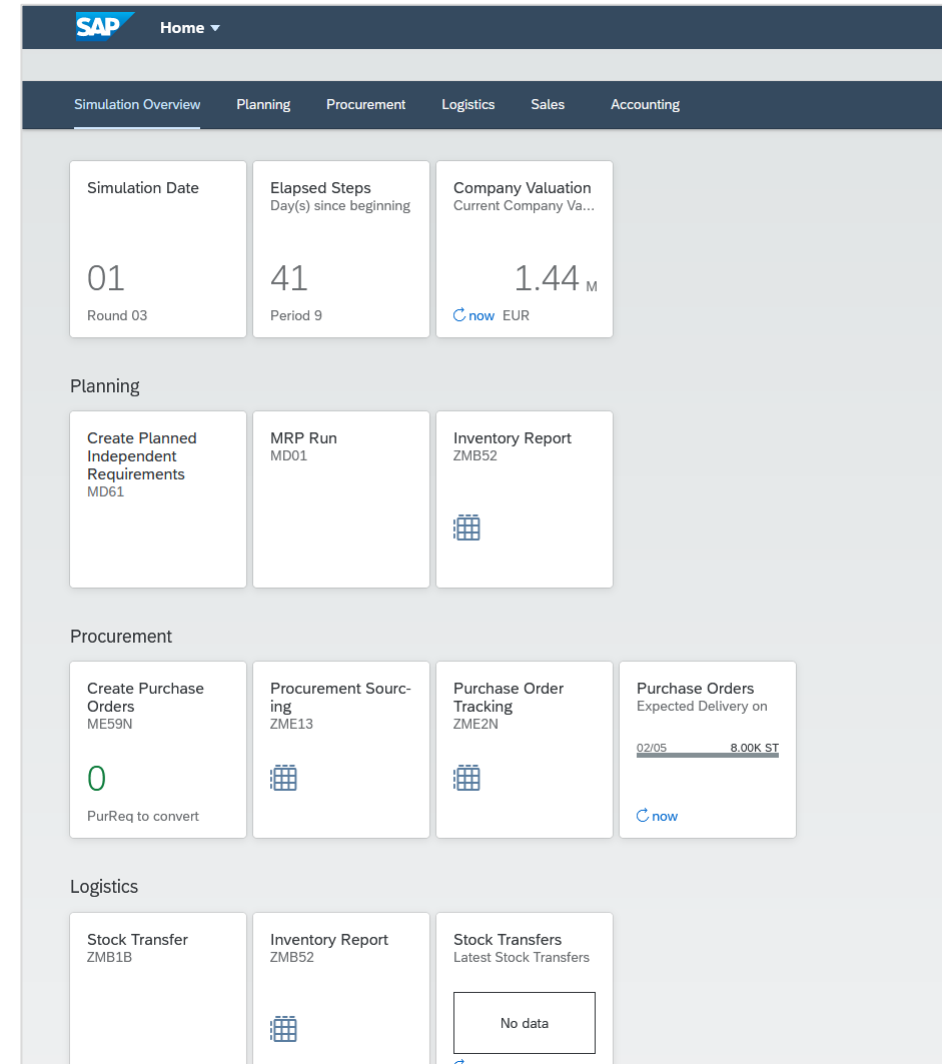 SAP Home
Simulation Overview Planning Procurement Logistics Sales Accounting
Simulation Date
01
Round 03
Elapsed Steps
Day(s) since beginning
41
Period 9
Company Valuation
Current Company Va...
1.44 M
now EUR
Planning
Create Planned
Independent
Requirements
MD61
MRP Run
MD01
Inventory Report
ZMB52
Procurement
Create Purchase
Orders
ME59N
0
PurReq to convert
Procurement Sourc-
ing
ZME13
Purchase Order
Tracking
ZME2N
Purchase Orders
Expected Delivery on
02/05 8.00K ST
now
Logistics
Stock Transfer
ZMB1B
Inventory Report
ZMB52
Stock Transfers
Latest Stock Transfers
No data